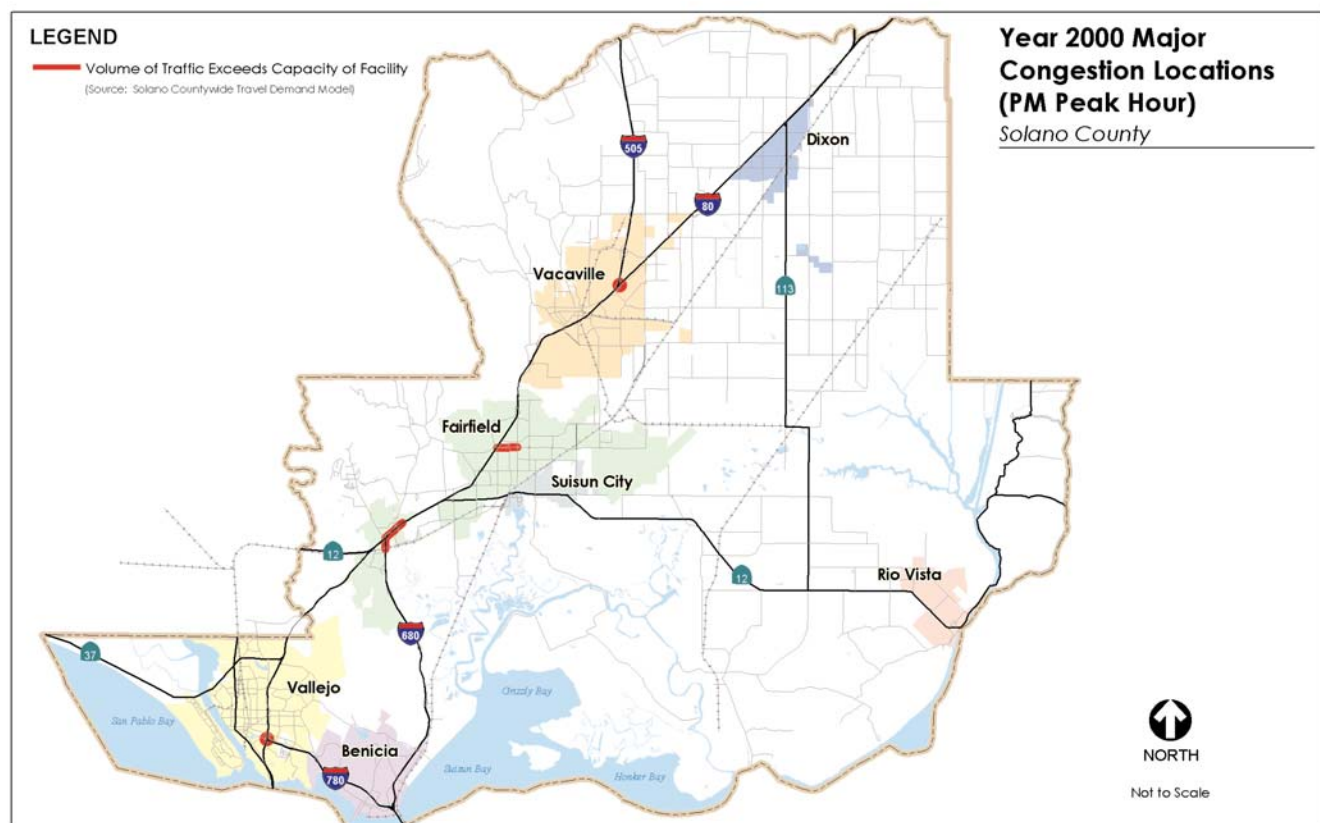 LEGEND
Volume of Traffic Exceeds Capacity of Facility
(Source: Solano Countywide Travel Demand Model)
Year 2000 Major
Congestion Locations
(PM Peak Hour)
Solano County
505
Dixon
80
Vacaville
113
Fairfield
Suisun City
12
12
Rio Vista
680
37
Vallejo
San Pablo Bay
Grizzly Bay
Benicia
780
Suisun Bay
Honker Bay
NORTH
Not to Scale